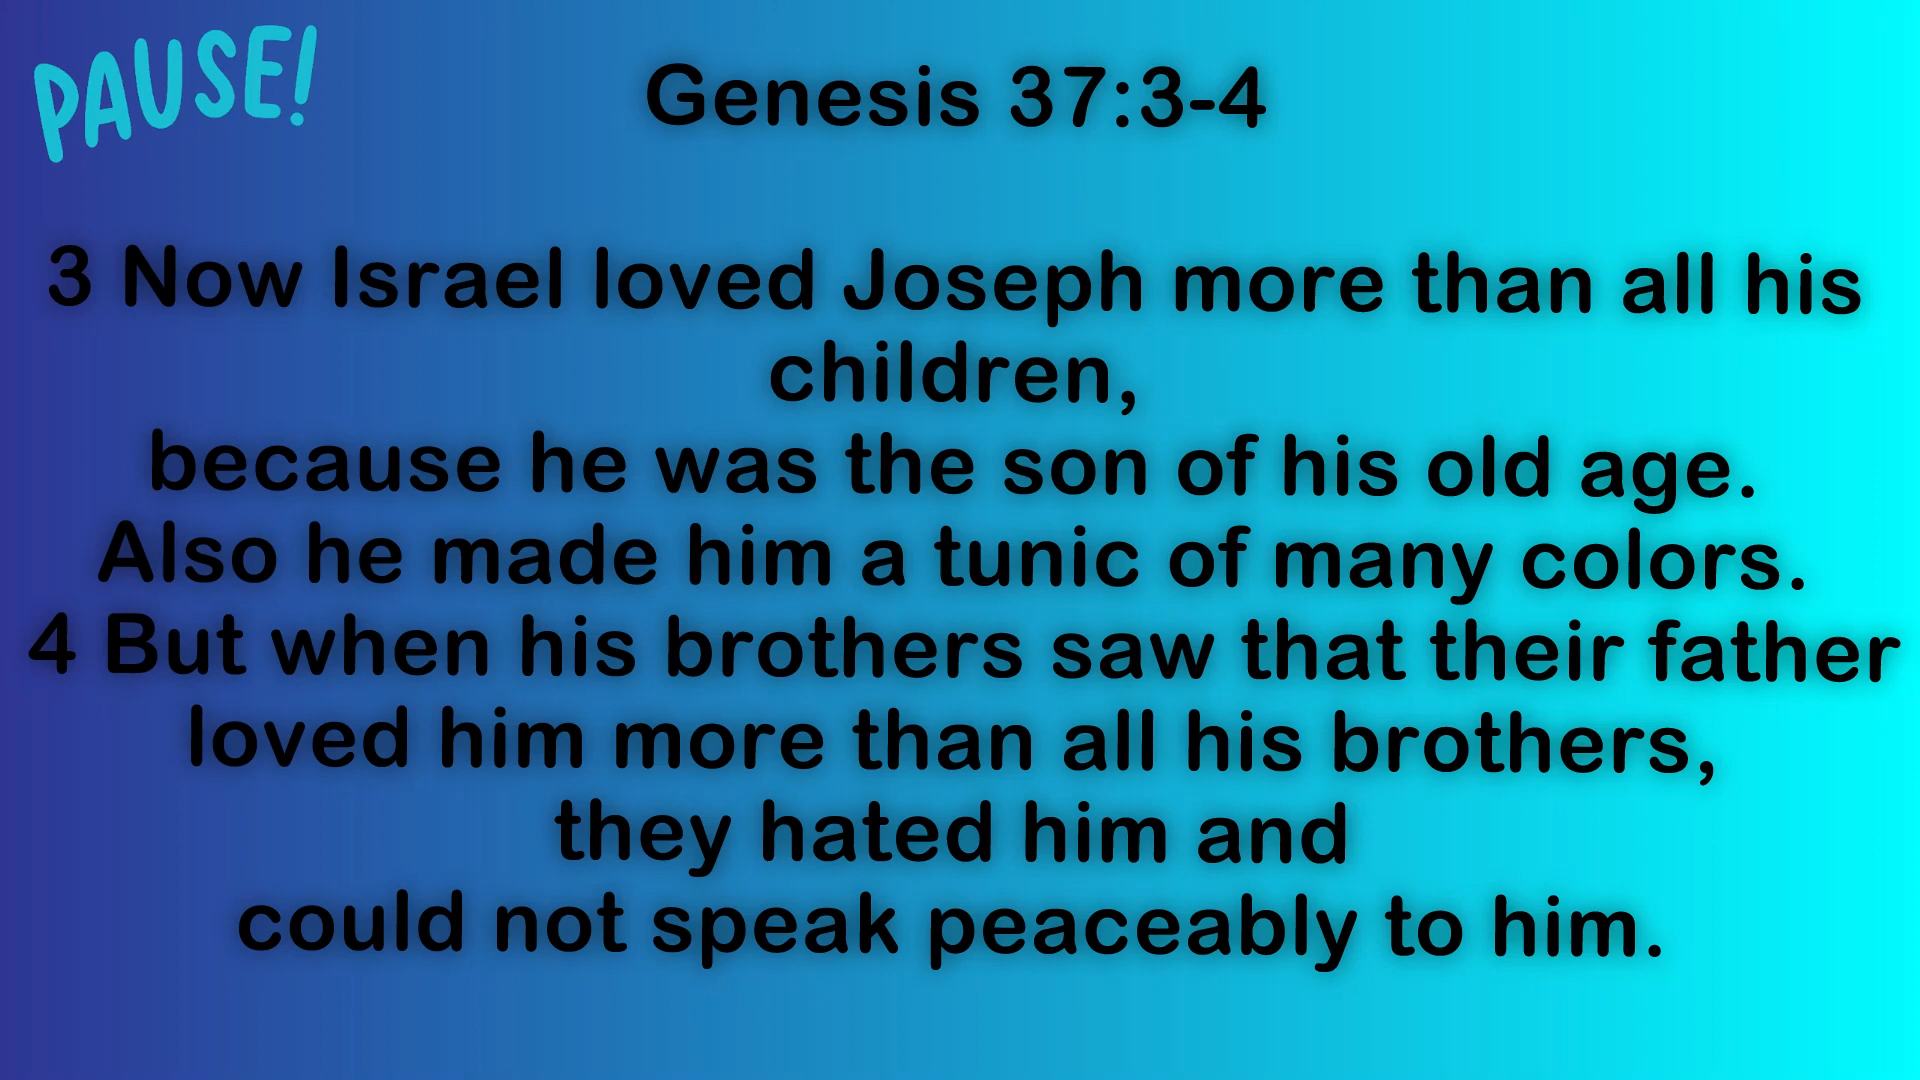 PAUSE!
Genesis 37:3-4
3 Now Israel loved Joseph more than all his
children,
because he was the son of his old age.
Also he made him a tunic of many colors.
4 But when his brothers saw that their father
loved him more than all his brothers,
they hated him and
could not speak peaceably to him.